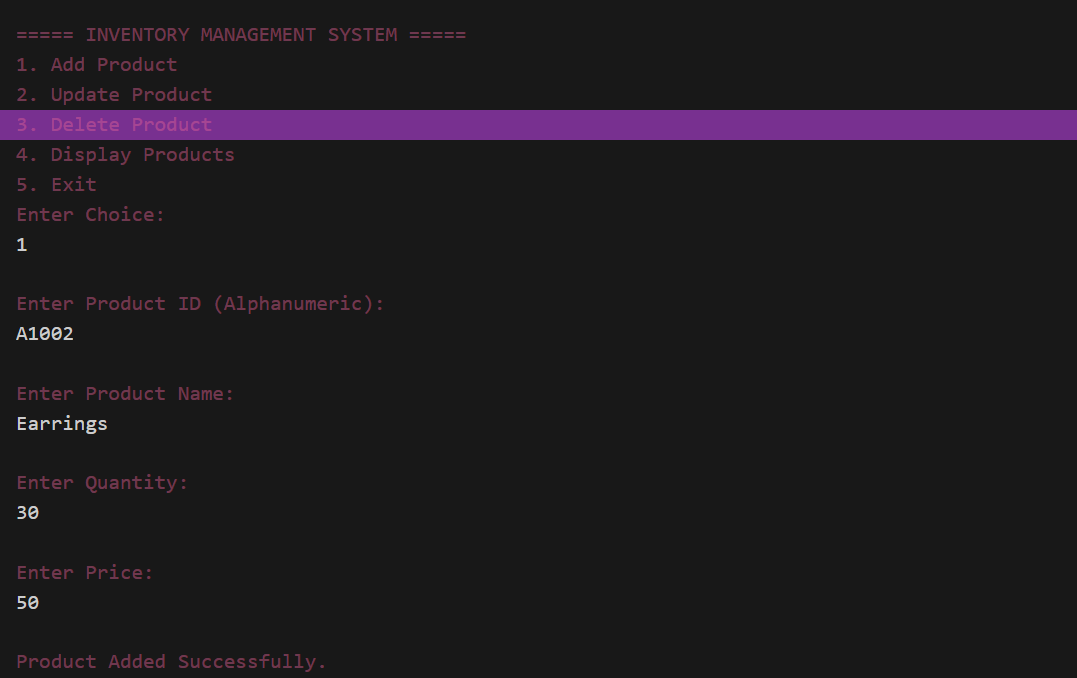 ===== INVENTORY MANAGEMENT SYSTEM =====
1. Add Product
2. Update Product
3. Delete Product
4. Display Products
5. Exit
Enter Choice:
1
Enter Product ID (Alphanumeric):
A1002
Enter Product Name:
Earrings
Enter Quantity:
30
Enter Price:
50
Product Added Successfully.